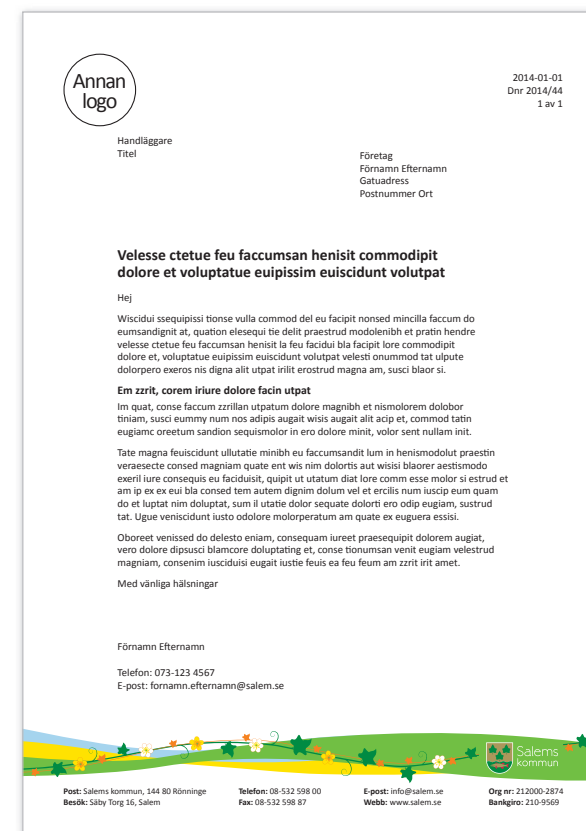 Annan
logo
2014-01-01
Dnr 2014/44
1 av 1
Handläggare
Titel
Företag
Förnamn Efternamn
Gatuadress
Postnummer Ort
Velesse ctetue feu faccumsan henisit commodipit
dolore et voluptatue euipissim euiscidunt volutpat
Hej
Wiscidui ssequipissi tionse vulla commod del eu facipit nonsed mincilla faccum do
eumsandignit at, quation elesequi tie delit praestrud modolenibh et pratin hendre
velesse ctetue feu faccumsan henisit la feu facidui bla facipit lore commodipit
dolore et, voluptatue euipissim euiscidunt volutpat velesti onummod tat ulpute
dolorpero exeros nis digna alit utpat irilit erostrud magna am, susci blaor si.
Em zzrit, corem iriure dolore facin utpat
Im quat, conse faccum zzrillan utpatum dolore magnibh et nismolorem dolobor
tiniam, susci eummy num nos adipis augait wisis augait alit acip et, commod tatin
eugiamc oreetum sandion sequismolor in ero dolore minit, volor sent nullam init.
Tate magna feuiscidunt ullutatie minibh eu faccumsandit lum in henismodolut praestin
veraesecte consed magniam quate ent wis nim dolortis aut wisisi blaorer aestismodo
exeril iure consequis eu faciduisit, quipit ut utatum diat lore comm esse molor si estrud et
am ip ex ex eui bla consed tem autem dignim dolum vel et ercilis num iuscip eum quam
do et luptat nim doluptat, sum il utatie dolor sequate dolorti ero odip eugiam, sustrud
tat. Ugue veniscidunt iusto odolore molorperatum am quate ex euguera essisi.
Oboreet venissed do delesto eniam, consequam iureet praesequipit dolorem augiat,
vero dolore dipsusci blamcore doluptating et, conse tionumsan venit eugiam velestrud
magniam, consenim iusciduisi eugait iustie feuis ea feu feum am zzrit irit amet.
Med vänliga hälsningar
Förnamn Efternamn
Telefon: 073-123 4567
E-post: fornamn.efternamn@salem.se
Salems
kommun
Post: Salems kommun, 144 80 Rönninge
Besök: Säby Torg 16, Salem
Telefon: 08-532 598 00
Fax: 08-532 598 87
E-post: info@salem.se
Webb: www.salem.se
Org nr: 212000-2874
Bankgiro: 210-9569